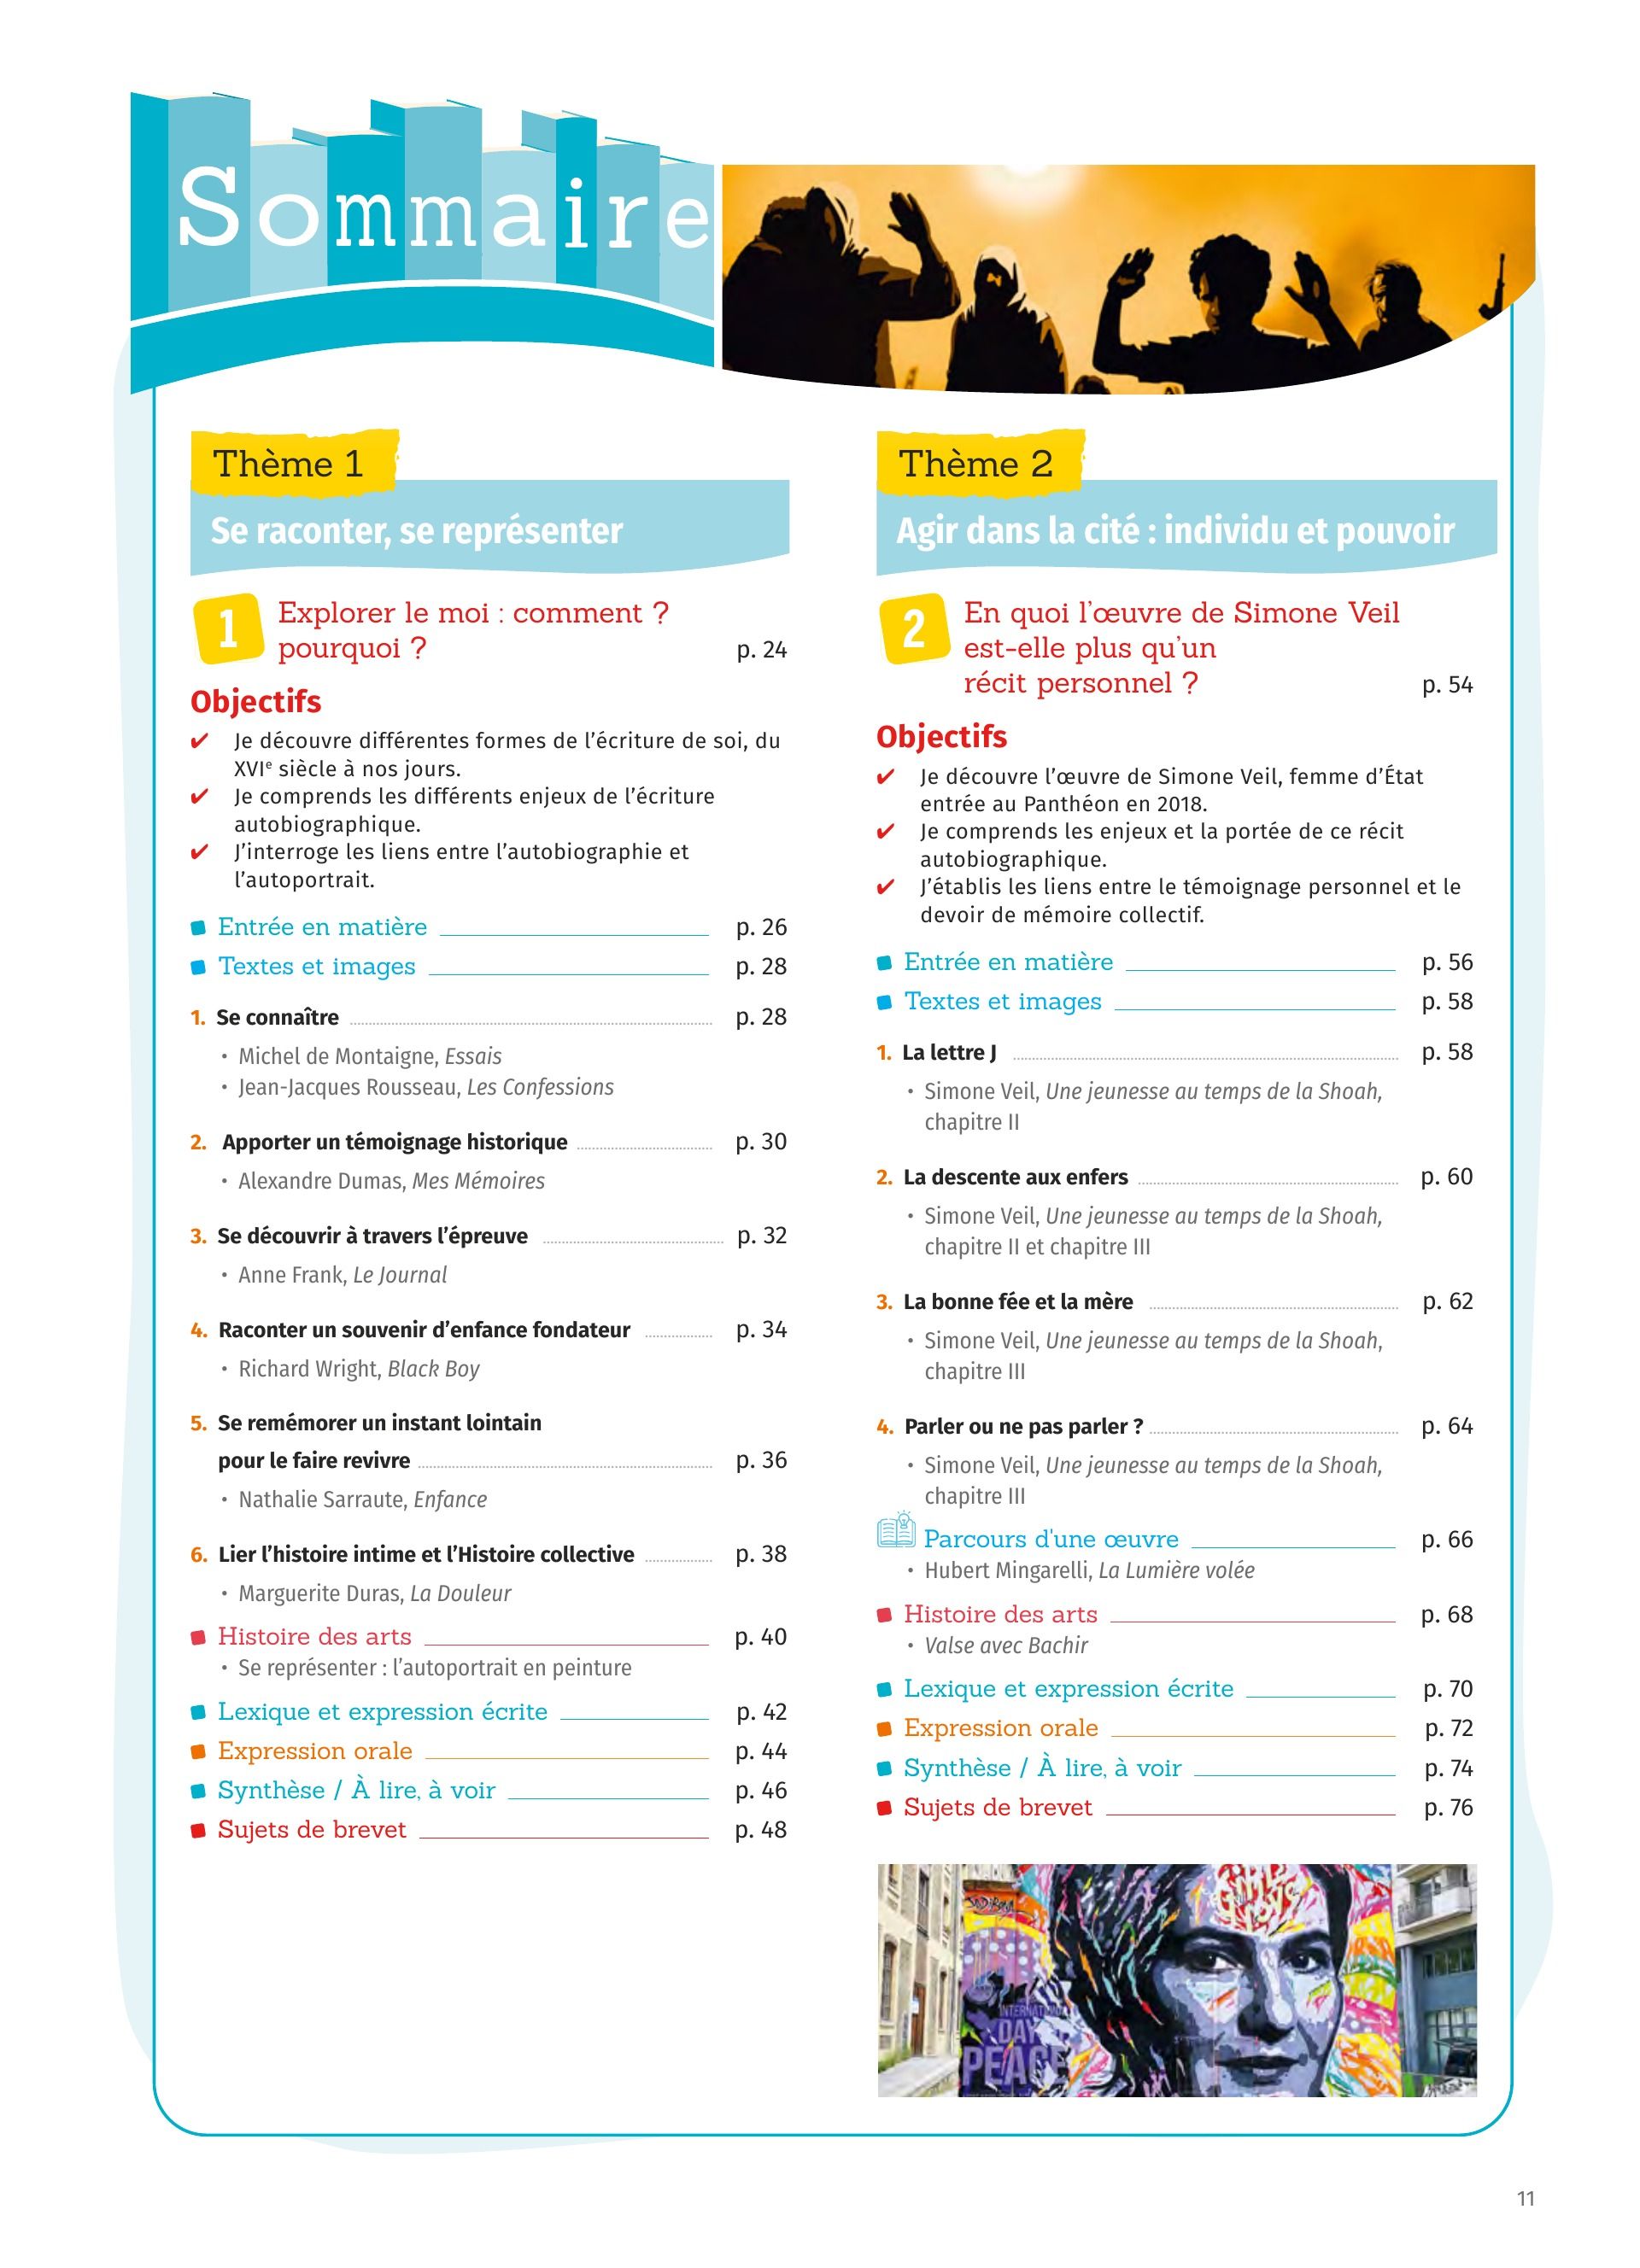 Sommaire
Thème 1
Se raconter, se représenter
1
Explorer le moi : comment ?
pourquoi ? p. 24
Objectifs
✔ Je découvre différentes formes de l’écriture de soi, du
XVIe siècle à nos jours.
✔ Je comprends les différents enjeux de l’écriture
autobiographique.
✔ J’interroge les liens entre l’autobiographie et
l’autoportrait.
Entrée en matière p. 26
Textes et images p. 28
1. Se connaître p. 28
• Michel de Montaigne, Essais
• Jean-Jacques Rousseau, Les Confessions
2. Apporter un témoignage historique p. 30
• Alexandre Dumas, Mes Mémoires
3. Se découvrir à travers l’épreuve p. 32
• Anne Frank, Le Journal
4. Raconter un souvenir d’enfance fondateur p. 34
• Richard Wright, Black Boy
5. Se remémorer un instant lointain
pour le faire revivre p. 36
• Nathalie Sarraute, Enfance
6. Lier l’histoire intime et l’Histoire collective p. 38
• Marguerite Duras, La Douleur
Histoire des arts p. 40
• Se représenter : l’autoportrait en peinture
Lexique et expression écrite p. 42
Expression orale p. 44
Synthèse / À lire, à voir p. 46
Sujets de brevet p. 48
Thème 2
Agir dans la cité : individu et pouvoir
2
En quoi l’œuvre de Simone Veil
est-elle plus qu’un
récit personnel ? p. 54
Objectifs
✔ Je découvre l’œuvre de Simone Veil, femme d’État
entrée au Panthéon en 2018.
✔ Je comprends les enjeux et la portée de ce récit
autobiographique.
✔ J’établis les liens entre le témoignage personnel et le
devoir de mémoire collectif.
Entrée en matière p. 56
Textes et images p. 58
1. La lettre J p. 58
• Simone Veil, Une jeunesse au temps de la Shoah,
chapitre II
2. La descente aux enfers p. 60
• Simone Veil, Une jeunesse au temps de la Shoah,
chapitre II et chapitre III
3. La bonne fée et la mère p. 62
• Simone Veil, Une jeunesse au temps de la Shoah,
chapitre III
4. Parler ou ne pas parler ? p. 64
• Simone Veil, Une jeunesse au temps de la Shoah,
chapitre III
Parcours d'une œuvre p. 66
• Hubert Mingarelli, La Lumière volée
Histoire des arts p. 68
• Valse avec Bachir
Lexique et expression écrite p. 70
Expression orale p. 72
Synthèse / À lire, à voir p. 74
Sujets de brevet p. 76
DAY
PEACE
11